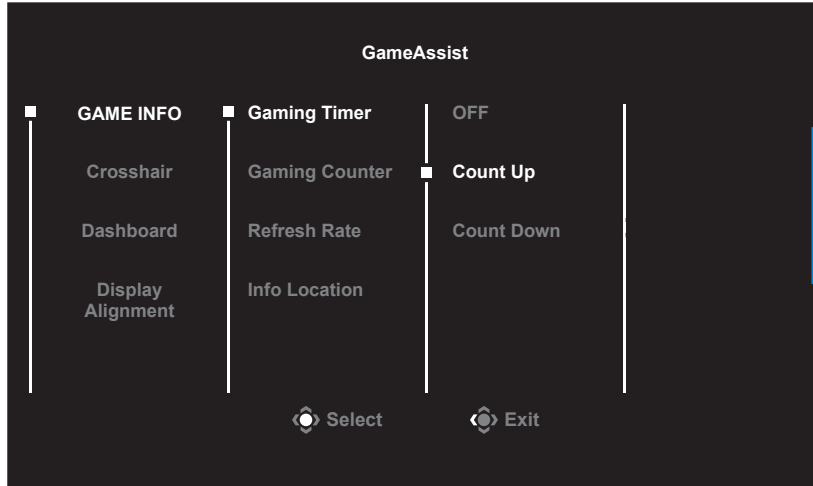 GameAssist
GAME INFO
Crosshair
Dashboard
Display
Alignment
Gaming Timer
Gaming Counter
Refresh Rate
Info Location
OFF
Count Up
Count Down
Select
Exit